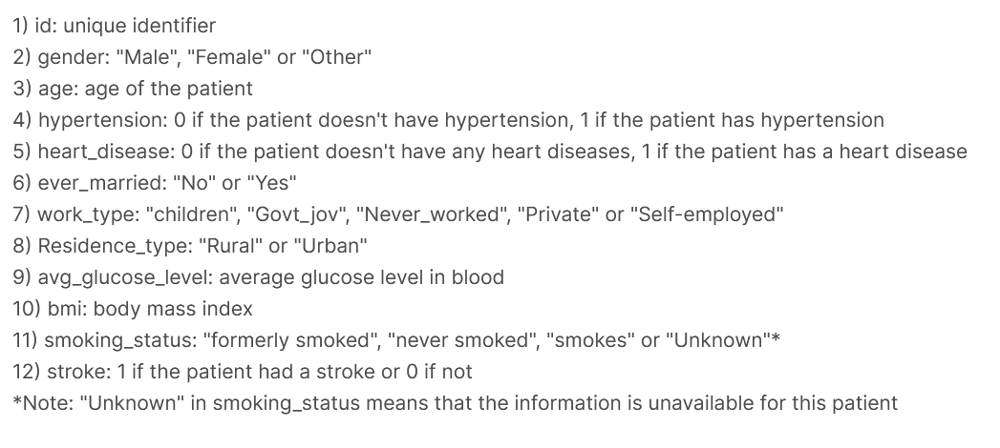 1) id: unique identifier
2) gender: "Male", "Female" or "Other"
3) age: age of the patient
4) hypertension: 0 if the patient doesn't have hypertension, 1 if the patient has hypertension
5) heart_disease: 0 if the patient doesn't have any heart diseases, 1 if the patient has a heart disease
6) ever_married: "No" or "Yes"
7) work_type: "children", "Govt_jov", "Never_worked", "Private" or "Self-employed"
8) Residence_type: "Rural" or "Urban"
9) avg_glucose_level: average glucose level in blood
10) bmi: body mass index
11) smoking_status: "formerly smoked", "never smoked", "smokes" or "Unknown"*
12) stroke: 1 if the patient had a stroke or 0 if not
*Note: "Unknown" in smoking_status means that the information is unavailable for this patient